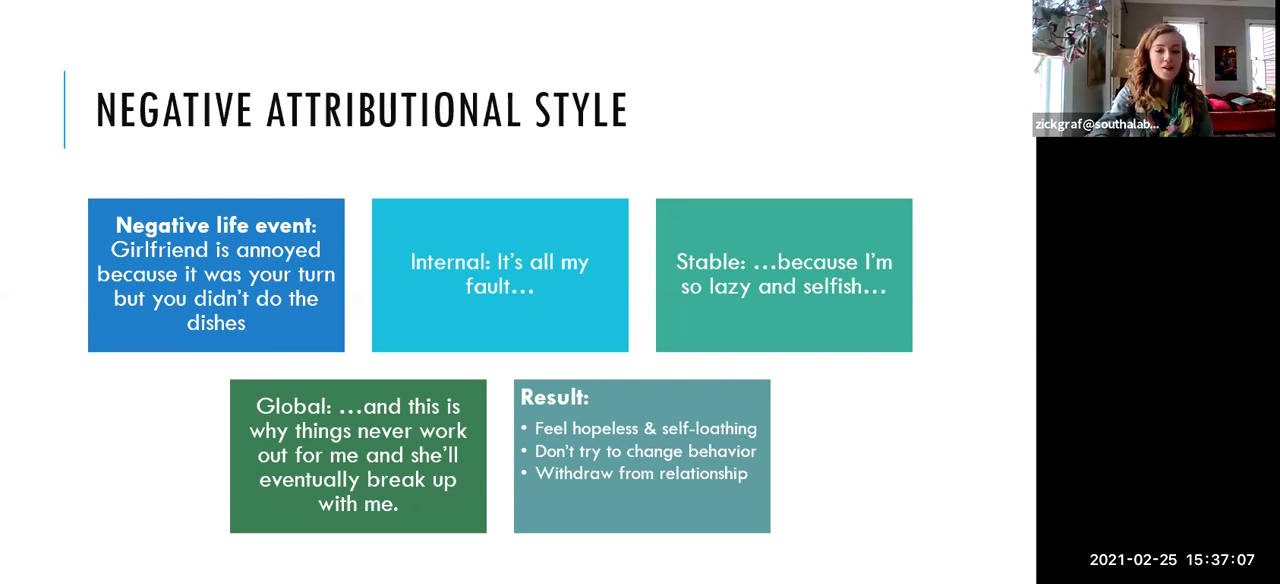 NEGATIVE ATTRIBUTIONAL STYLE
zickgraf@southalab...
Negative life event:
Girlfriend is annoyed
because it was your turn
but you didn't do the
dishes
Internal: It's all my
fault...
Stable: ...because I'm
so lazy and selfish...
Global: ...and this is
why things never work
out for me and she'll
eventually break up
with me.
Result:
• Feel hopeless & self-loathing
• Don't try to change behavior
• Withdraw from relationship
2021-02-25 15:37:07